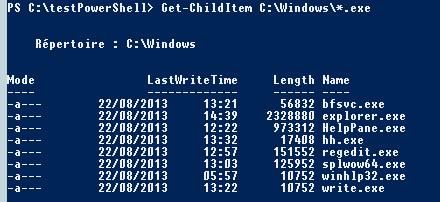 PS C:\testPowerShell> Get-ChildItem C:\Windows\*.exe
Répertoire : C:\Windows
Mode LastWriteTime Length Name
---- ------------- ------ ----
-a--- 22/08/2013 13:21 56832 bfsvc.exe
-a--- 22/08/2013 14:39 2328880 explorer.exe
-a--- 22/08/2013 12:22 973312 HelpPane.exe
-a--- 22/08/2013 13:32 17408 hh.exe
-a--- 22/08/2013 12:57 151552 regedit.exe
-a--- 22/08/2013 13:03 125952 splwow64.exe
-a--- 22/08/2013 05:57 10752 winhlp32.exe
-a--- 22/08/2013 13:22 10752 write.exe